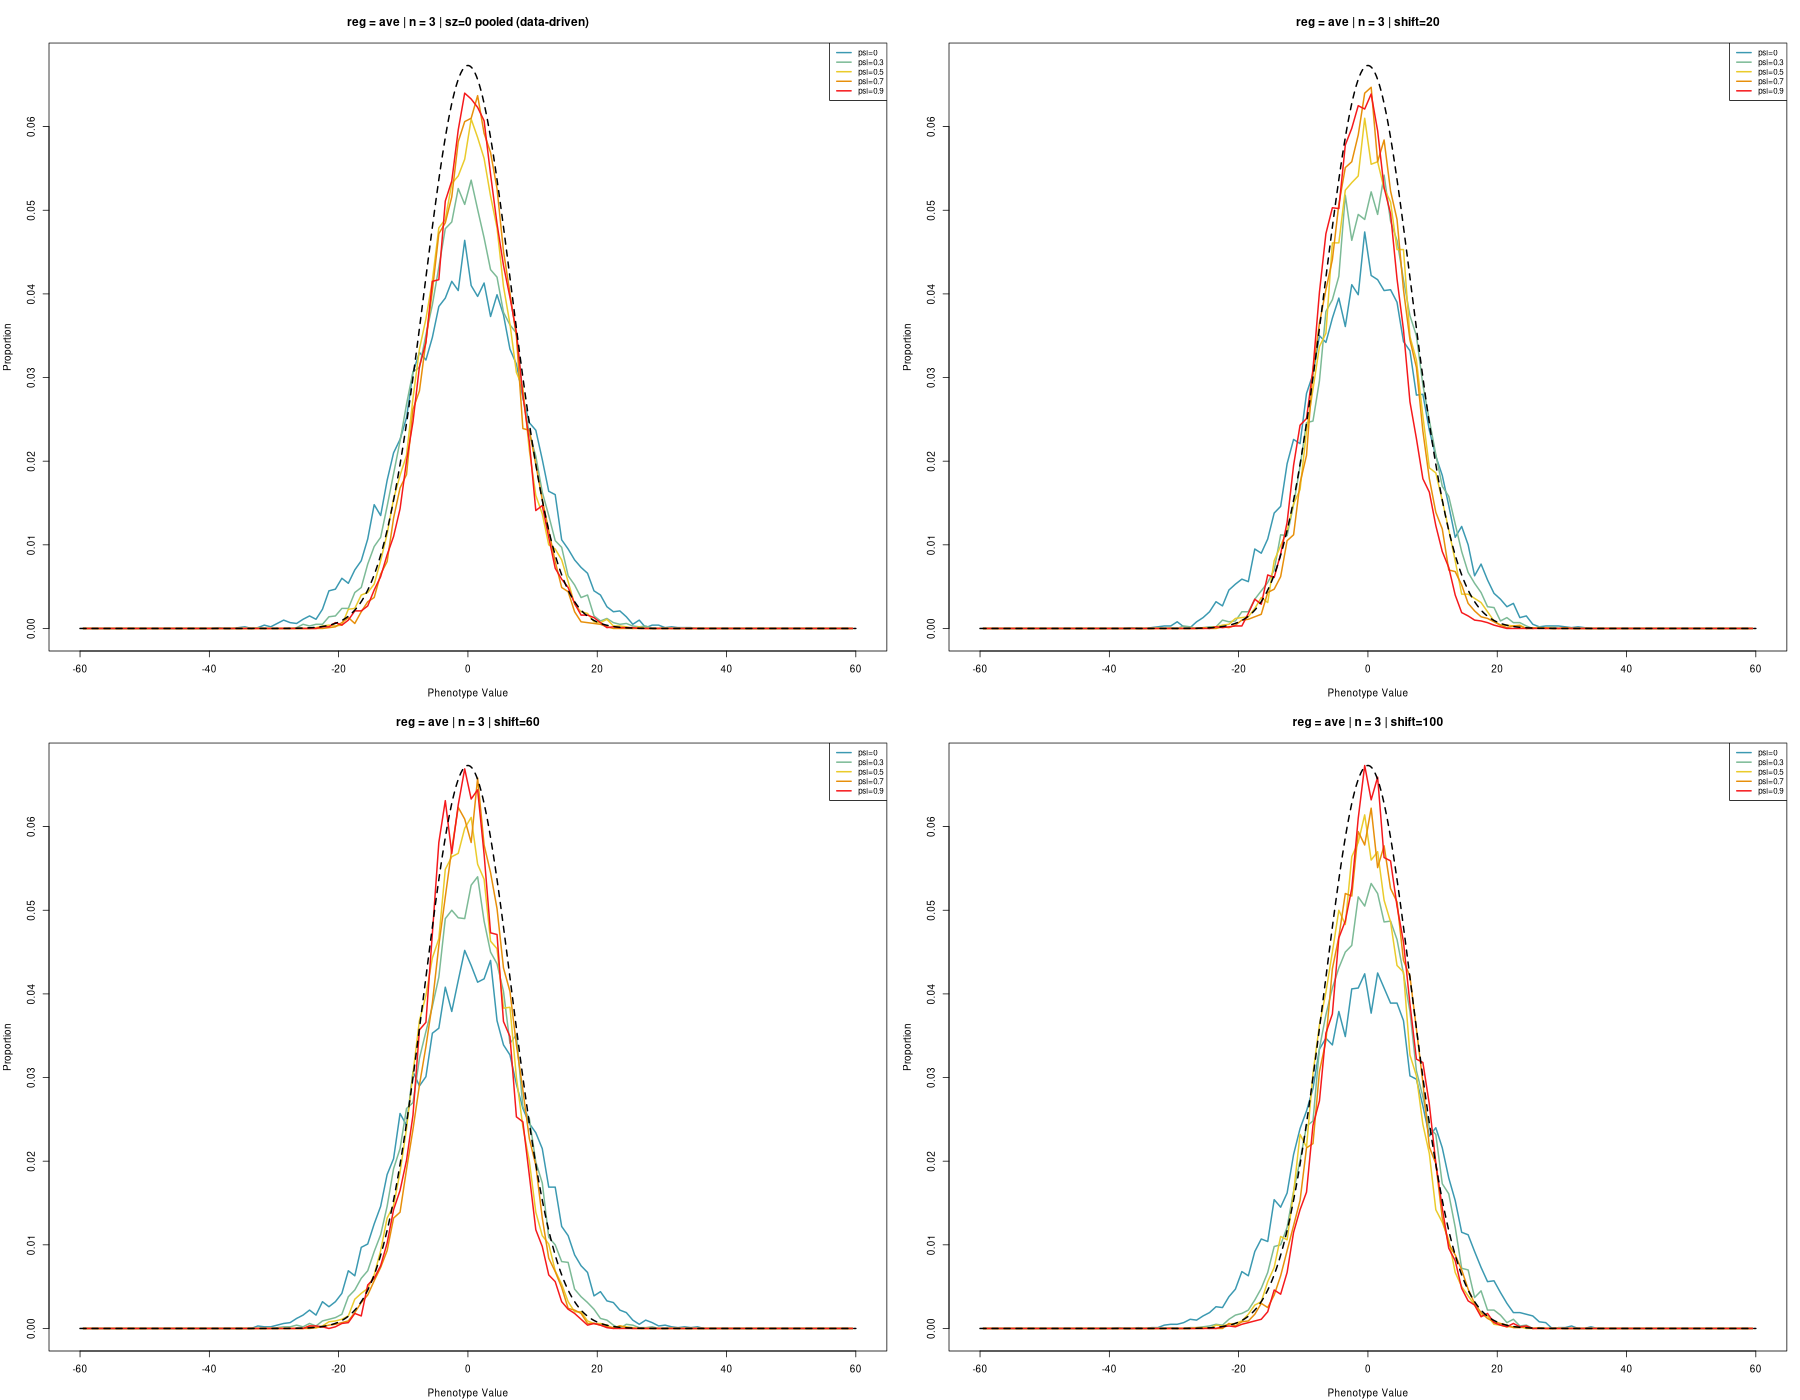 reg = ave | n = 3 | sz=0 pooled (data-driven)
psi=0
psi=0.3
psi=0.5
psi=0.7
psi=0.9
Proportion
0.06
0.05
0.04
0.03
0.02
0.01
0.00
-60 -40 -20 0 20 40 60
Phenotype Value
reg = ave | n = 3 | shift=20
psi=0
psi=0.3
psi=0.5
psi=0.7
psi=0.9
Proportion
0.06
0.05
0.04
0.03
0.02
0.01
0.00
-60 -40 -20 0 20 40 60
Phenotype Value
reg = ave | n = 3 | shift=60
psi=0
psi=0.3
psi=0.5
psi=0.7
psi=0.9
Proportion
0.06
0.05
0.04
0.03
0.02
0.01
0.00
-60 -40 -20 0 20 40 60
Phenotype Value
reg = ave | n = 3 | shift=100
psi=0
psi=0.3
psi=0.5
psi=0.7
psi=0.9
Proportion
0.06
0.05
0.04
0.03
0.02
0.01
0.00
-60 -40 -20 0 20 40 60
Phenotype Value